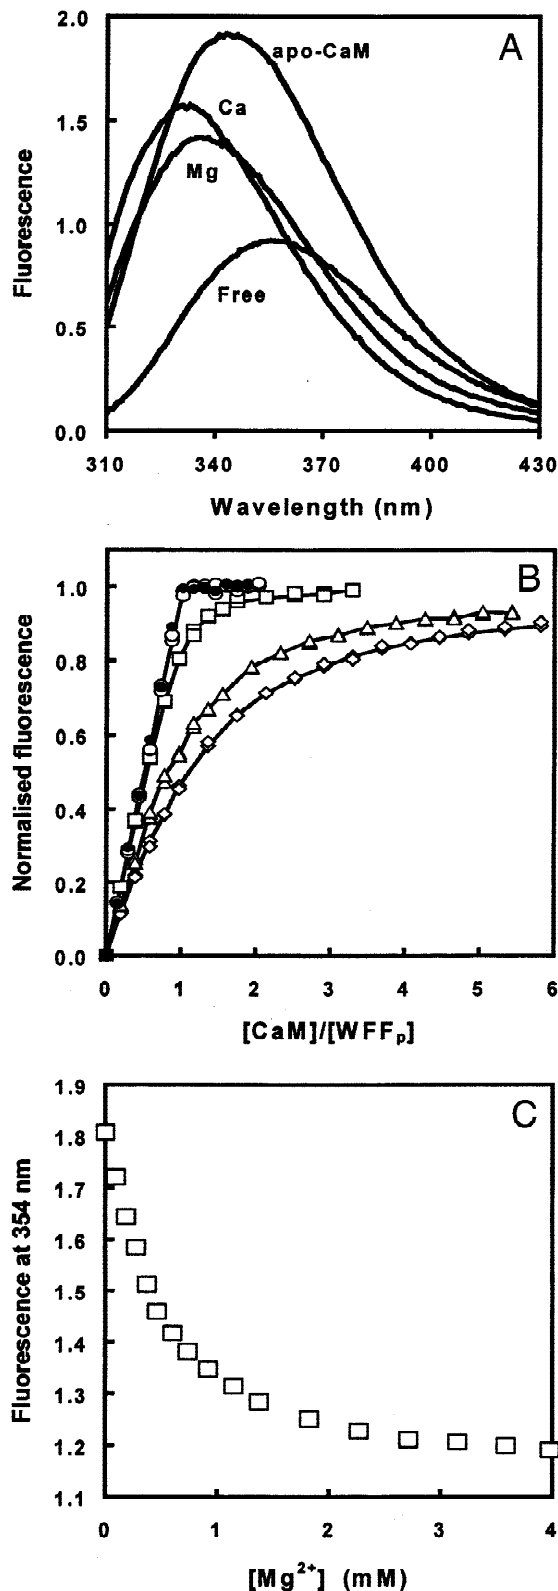 A
2.0
apo-CaM
1.5
Ca
Mg
1.0
Free
0.5
0.0
310 340 370 400 430
Fluorescence
Wavelength (nm)
B
1.0
0.8
0.6
0.4
0.2
0.0
0 1 2 3 4 5 6
Normalised fluorescence
[CaM]/[WFFp]
C
1.9
1.8
1.7
1.6
1.5
1.4
1.3
1.2
1.1
0 1 2 3 4
Fluorescence at 354 nm
[Mg²⁺] (mM)